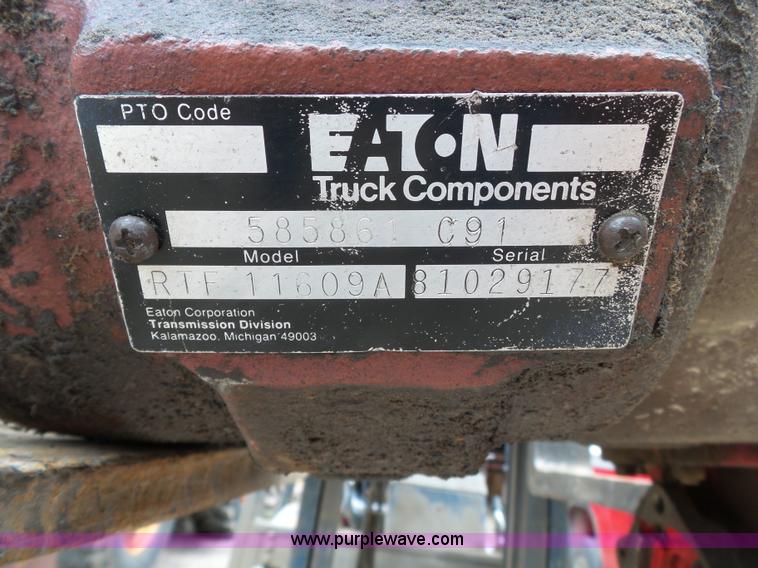 PTO Code
EATON
Truck Components
585861 C91
Model Serial
RTF 11609A 81029177
Eaton Corporation
Transmission Division
Kalamazoo, Michigan 49003
www.purplewave.com